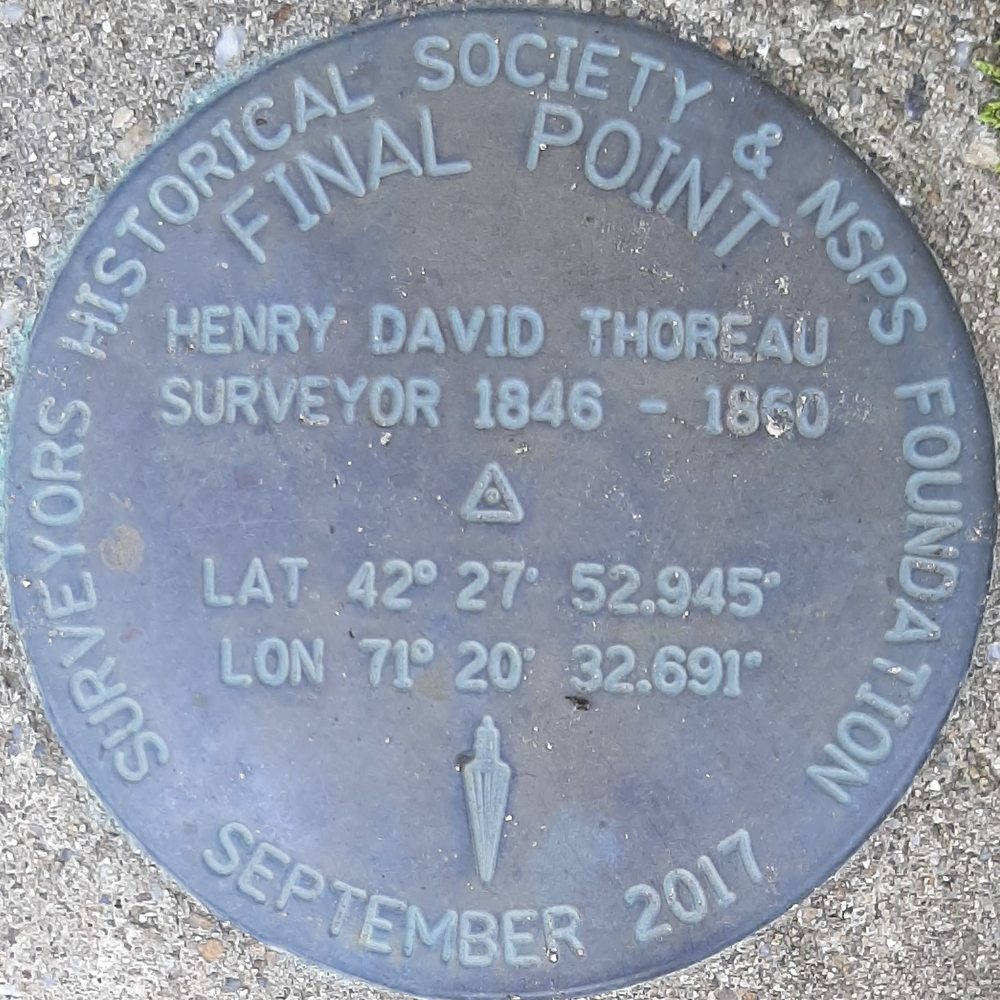 SURVEYORS HISTORICAL SOCIETY & NSPS FOUNDATION
FINAL POINT
HENRY DAVID THOREAU
SURVEYOR 1846 - 1860
LAT 42° 27' 52.945"
LON 71° 20' 32.691"
SEPTEMBER 2017